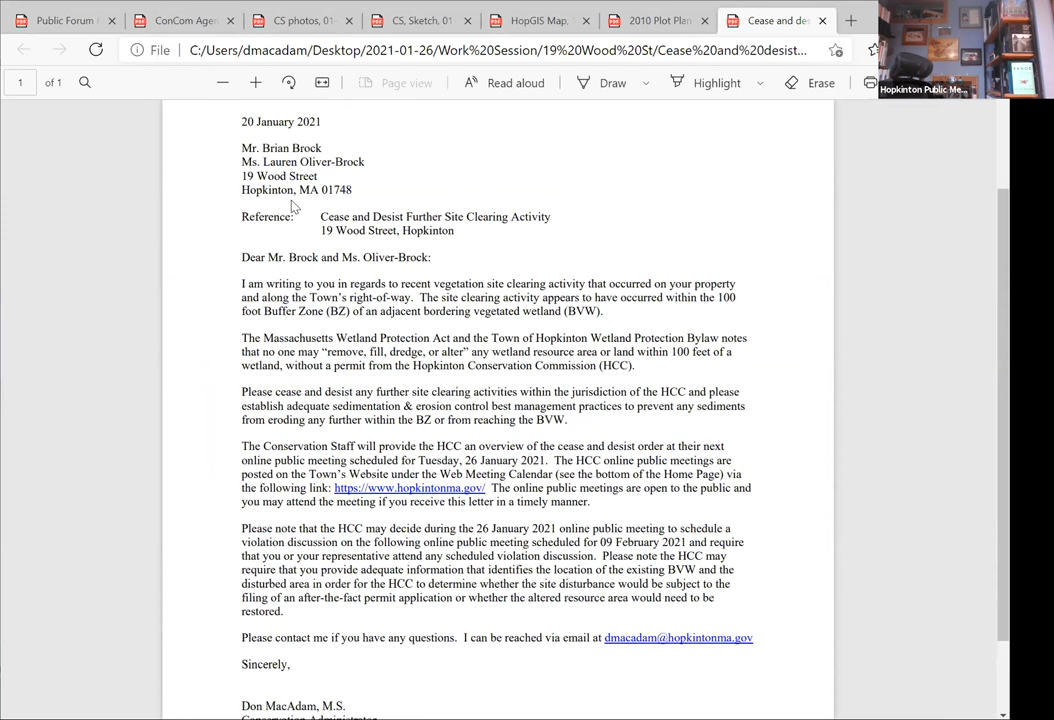 Public Forum
ConCom Agen
CS photos, 01-
CS, Sketch, 01
HopGIS Map,
2010 Plot Plan
Cease and de
File
C:/Users/dmacadam/Desktop/2021-01-26/Work%20Session/19%20Wood%20St/Cease%20and%20desist...
1 of 1
Page view
Read aloud
Draw
Highlight
Erase
Hopkinton Public Me...
20 January 2021
Mr. Brian Brock
Ms. Lauren Oliver-Brock
19 Wood Street
Hopkinton, MA 01748
Reference: Cease and Desist Further Site Clearing Activity
19 Wood Street, Hopkinton
Dear Mr. Brock and Ms. Oliver-Brock:
I am writing to you in regards to recent vegetation site clearing activity that occurred on your property
and along the Town's right-of-way. The site clearing activity appears to have occurred within the 100
foot Buffer Zone (BZ) of an adjacent bordering vegetated wetland (BVW).
The Massachusetts Wetland Protection Act and the Town of Hopkinton Wetland Protection Bylaw notes
that no one may “remove, fill, dredge, or alter” any wetland resource area or land within 100 feet of a
wetland, without a permit from the Hopkinton Conservation Commission (HCC).
Please cease and desist any further site clearing activities within the jurisdiction of the HCC and please
establish adequate sedimentation & erosion control best management practices to prevent any sediments
from eroding any further within the BZ or from reaching the BVW.
The Conservation Staff will provide the HCC an overview of the cease and desist order at their next
online public meeting scheduled for Tuesday, 26 January 2021. The HCC online public meetings are
posted on the Town's Website under the Web Meeting Calendar (see the bottom of the Home Page) via
the following link: https://www.hopkintonma.gov/ The online public meetings are open to the public and
you may attend the meeting if you receive this letter in a timely manner.
Please note that the HCC may decide during the 26 January 2021 online public meeting to schedule a
violation discussion on the following online public meeting scheduled for 09 February 2021 and require
that you or your representative attend any scheduled violation discussion. Please note the HCC may
require that you provide adequate information that identifies the location of the existing BVW and the
disturbed area in order for the HCC to determine whether the site disturbance would be subject to the
filing of an after-the-fact permit application or whether the altered resource area would need to be
restored.
Please contact me if you have any questions. I can be reached via email at dmacadam@hopkintonma.gov
Sincerely,
Don MacAdam, M.S.
Conservation Administrator